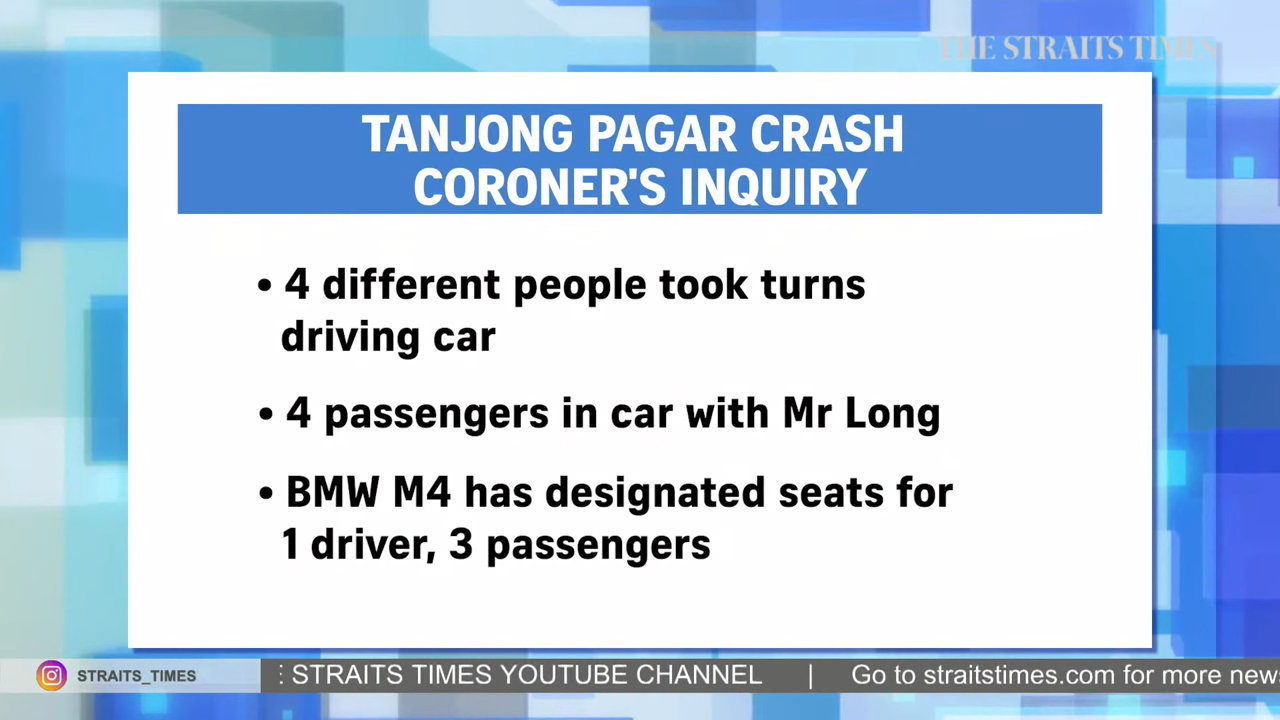 THE STRAITS TIMES
TANJONG PAGAR CRASH
CORONER'S INQUIRY
• 4 different people took turns
driving car
• 4 passengers in car with Mr Long
• BMW M4 has designated seats for
1 driver, 3 passengers
STRAITS_TIMES
STRAITS TIMES YOUTUBE CHANNEL | Go to straitstimes.com for more news